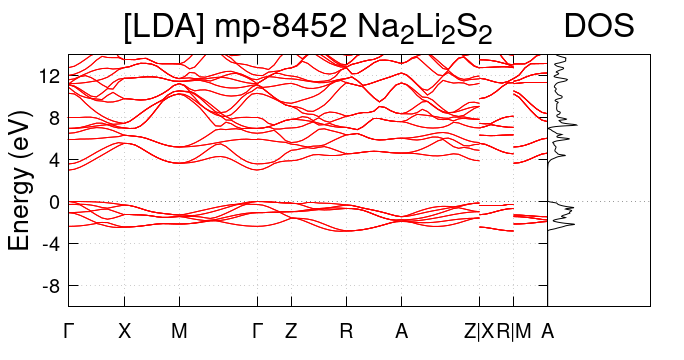 [LDA] mp-8452 Na₂Li₂S₂ DOS
Energy (eV)
12
8
4
0
-4
-8
Γ X M Γ Z R A Z|X R|M A